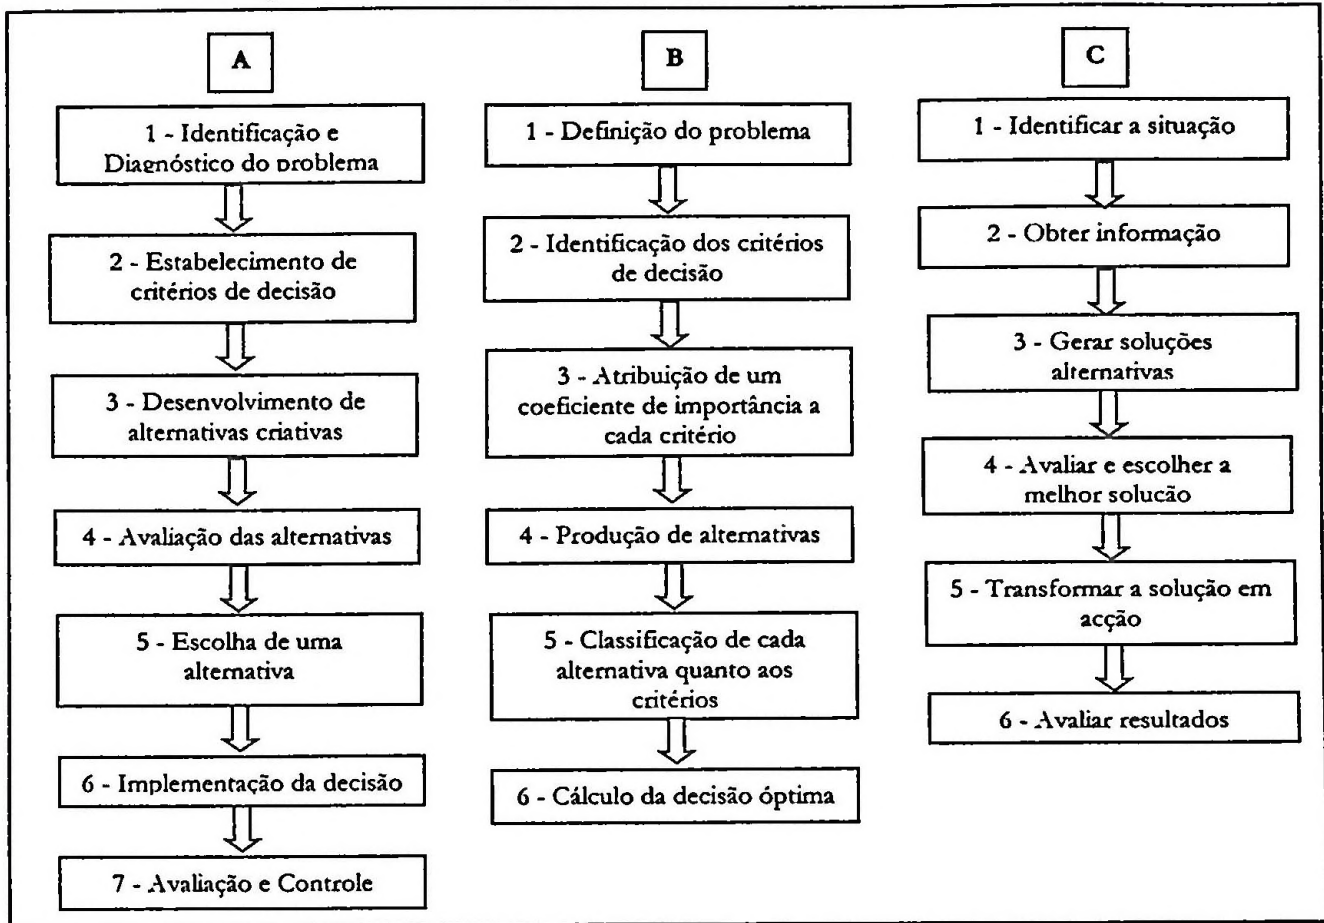 A
1 - Identificação e
Diagnóstico do problema
2 - Estabelecimento de
critérios de decisão
3 - Desenvolvimento de
alternativas criativas
4 - Avaliação das alternativas
5 - Escolha de uma
alternativa
6 - Implementação da decisão
7 - Avaliação e Controle
B
1 - Definição do problema
2 - Identificação dos critérios
de decisão
3 - Atribuição de um
coeficiente de importância a
cada critério
4 - Produção de alternativas
5 - Classificação de cada
alternativa quanto aos
critérios
6 - Cálculo da decisão óptima
C
1 - Identificar a situação
2 - Obter informação
3 - Gerar soluções
alternativas
4 - Avaliar e escolher a
melhor solucão
5 - Transformar a solução em
acção
6 - Avaliar resultados